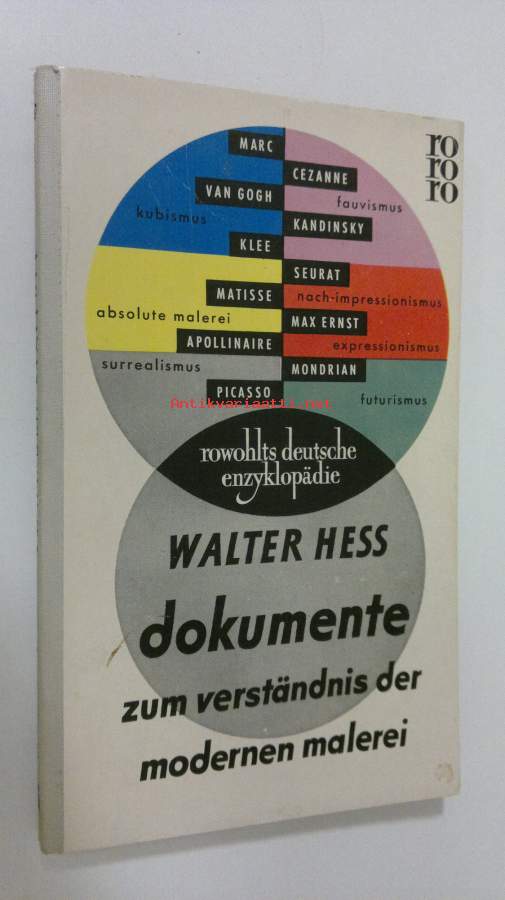 ro
ro
ro
MARC
CEZANNE
VAN GOGH
fauvismus
kubismus
KANDINSKY
KLEE
SEURAT
MATISSE
nach-impressionismus
absolute malerei
MAX ERNST
APOLLINAIRE
expressionismus
surrealismus
MONDRIAN
PICASSO
futurismus
Antikvariaatti.net
rowohlts deutsche
enzyklopädie
WALTER HESS
dokumente
zum verständnis der
modernen malerei